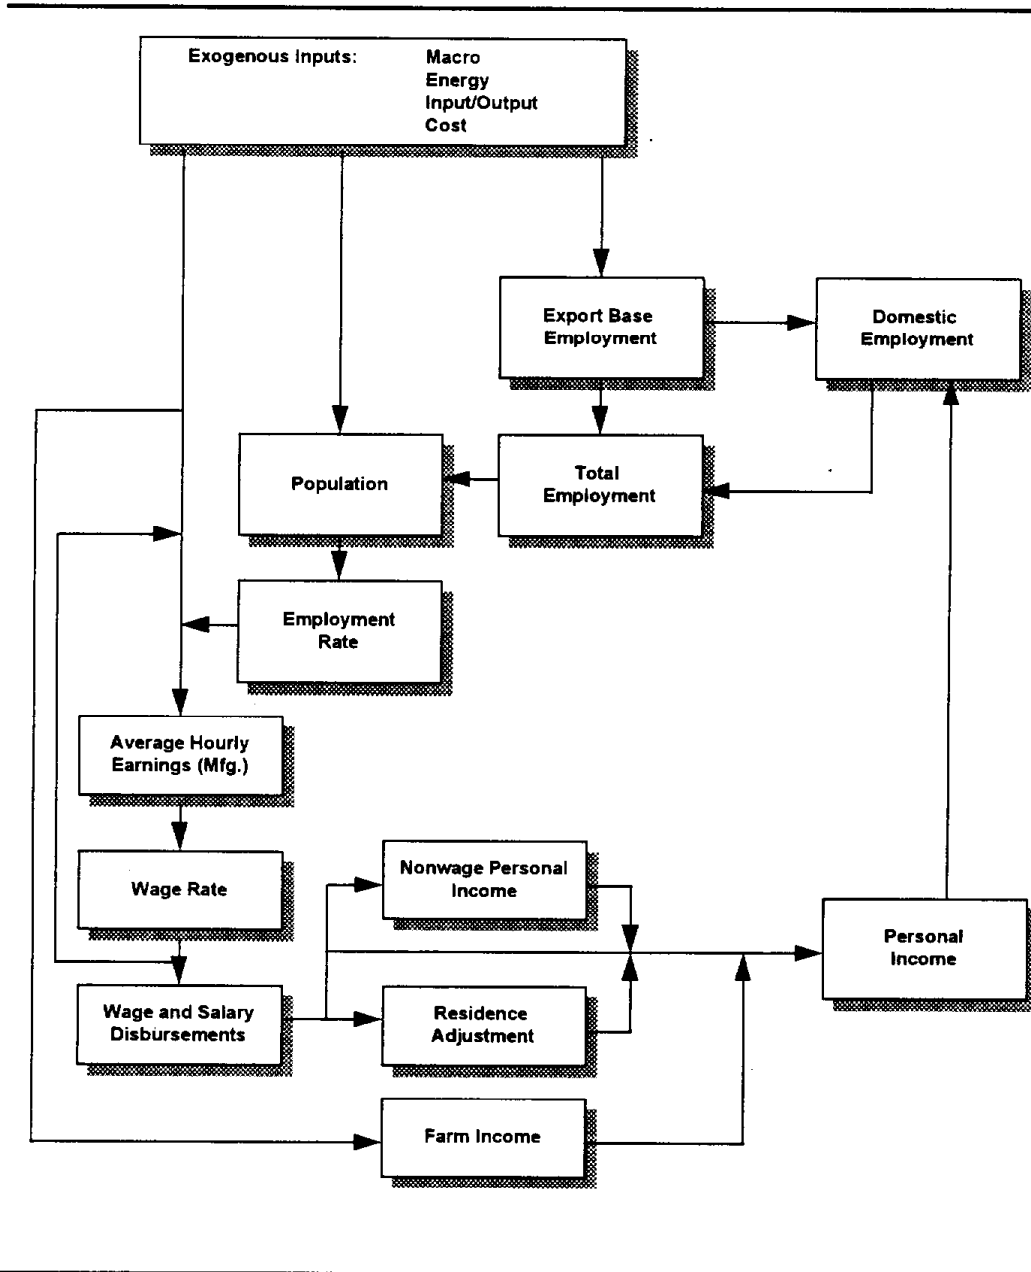 Exogenous Inputs: Macro
Energy
Input/Output
Cost
Export Base
Employment
Domestic
Employment
Population
Total
Employment
Employment
Rate
Average Hourly
Earnings (Mfg.)
Wage Rate
Nonwage Personal
Income
Personal
Income
Wage and Salary
Disbursements
Residence
Adjustment
Farm Income